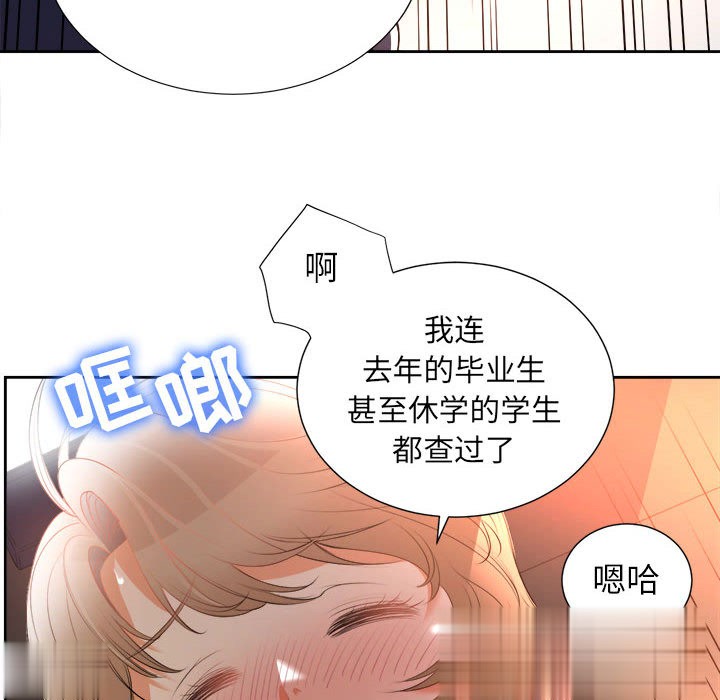 啊
我连
去年的毕业生
甚至休学的学生
都查过了
哐啷
嗯哈